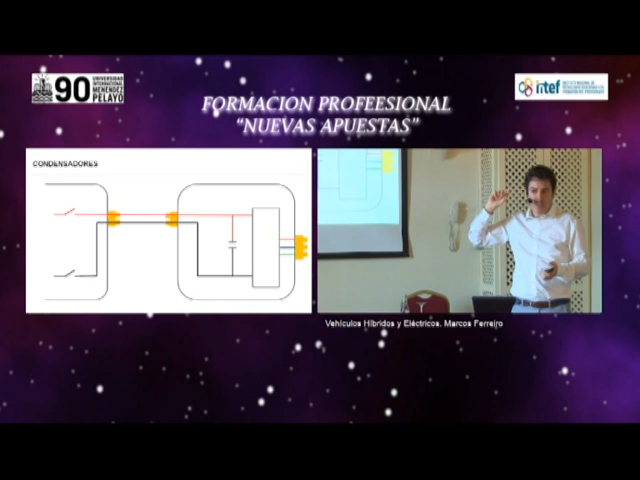 90
UNIVERSIDAD
INTERNACIONAL
MENÉNDEZ
PELAYO
intef
FORMACION PROFEESIONAL
“NUEVAS APUESTAS”
CONDENSADORES
Vehículos Híbridos y Eléctricos. Marcos Ferreiro